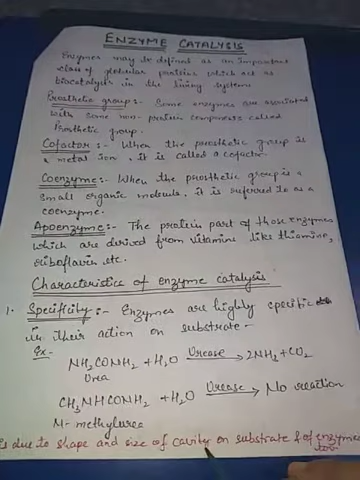 ENZYME CATALYSIS
Enzymes may be defined as an important
class of globular proteins which act as
biocatalysts in the living systems
Prosthetic group:- Some enzymes are associated
with some non-protein components called
Prosthetic group.
Cofactor:- When the prosthetic group is
a metal ion, it is called a cofactor.
Coenzyme:- When the prosthetic group is a
small organic molecule, it is referred to as a
coenzyme.
Apoenzyme:- The protein part of those enzymes
which are derived from vitamins like thiamine,
riboflavin etc.
Characteristics of enzyme catalysis
1. Specificity:- Enzymes are highly specific
in their action on substrate-
Ex-
NH2CONH2 + H2O Urease → 2NH3 + CO2
Urea
CH3NHCONH2 + H2O Urease → No reaction
N-methylurea
is due to shape and size of cavity on substrate & of enzymes